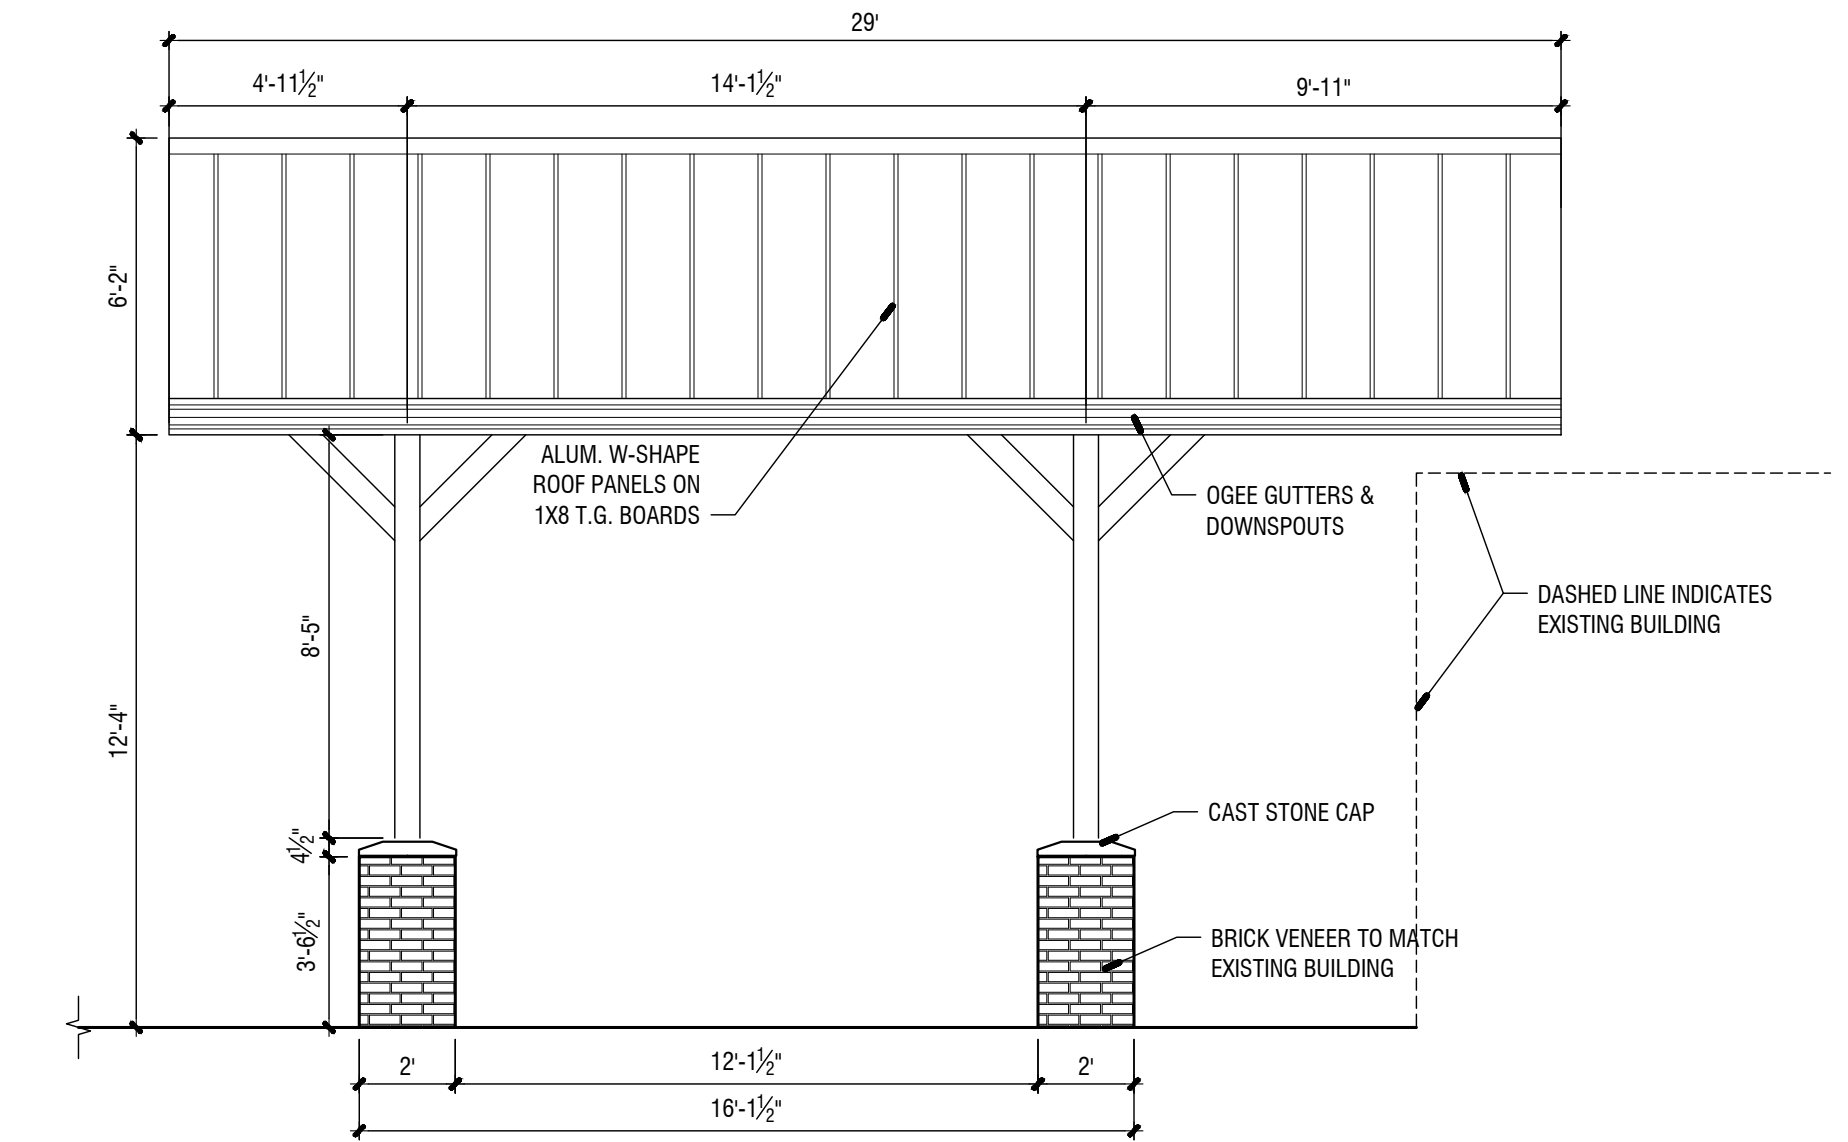 29'
4'-11½"
14'-1½"
9'-11"
6'-2"
ALUM. W-SHAPE
ROOF PANELS ON
1X8 T.G. BOARDS
OGEE GUTTERS &
DOWNSPOUTS
DASHED LINE INDICATES
EXISTING BUILDING
8'-5"
12'-4"
CAST STONE CAP
4½"
3'-6½"
BRICK VENEER TO MATCH
EXISTING BUILDING
2'
12'-1½"
2'
16'-1½"